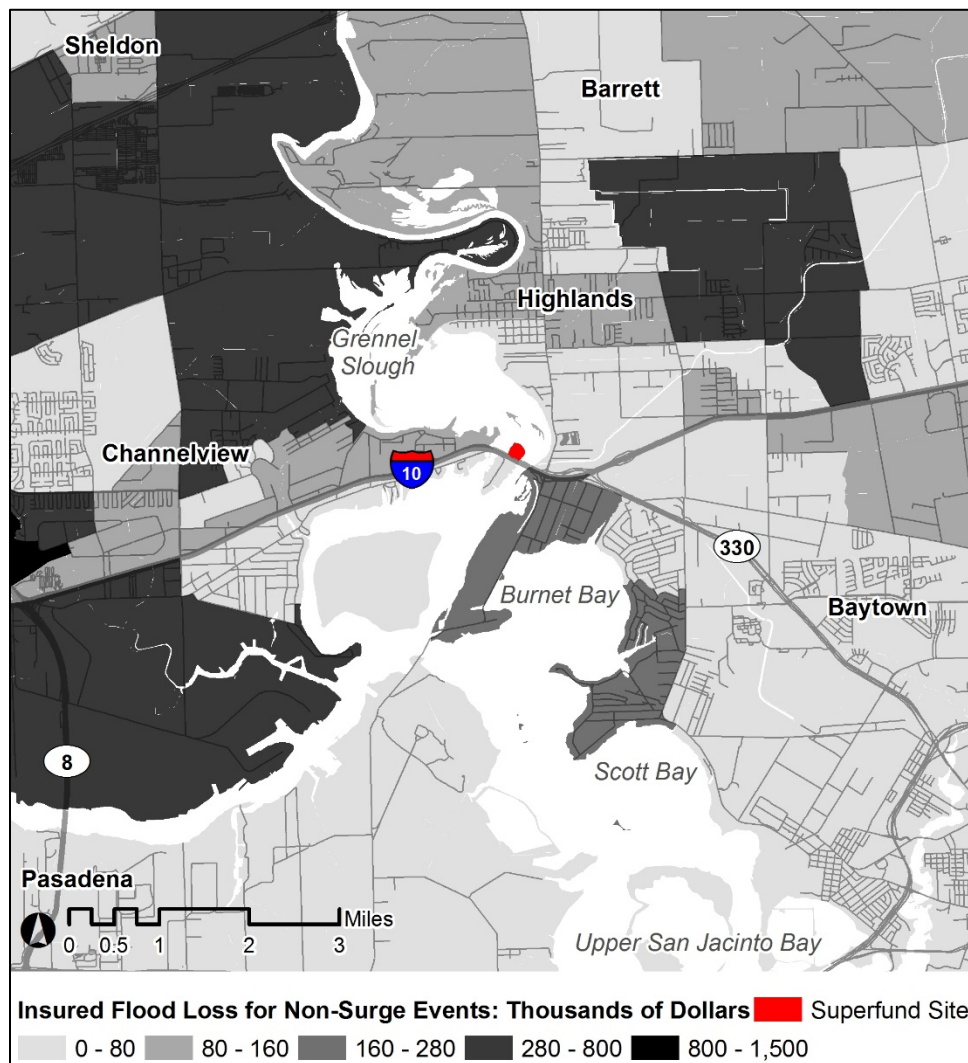 Sheldon
Barrett
Highlands
Grennel
Slough
Channelview
10
330
Burnet Bay
Baytown
8
Scott Bay
Pasadena
Miles
0 0.5 1 2 3
Upper San Jacinto Bay
Insured Flood Loss for Non-Surge Events: Thousands of Dollars Superfund Site
0 - 80 80 - 160 160 - 280 280 - 800 800 - 1,500